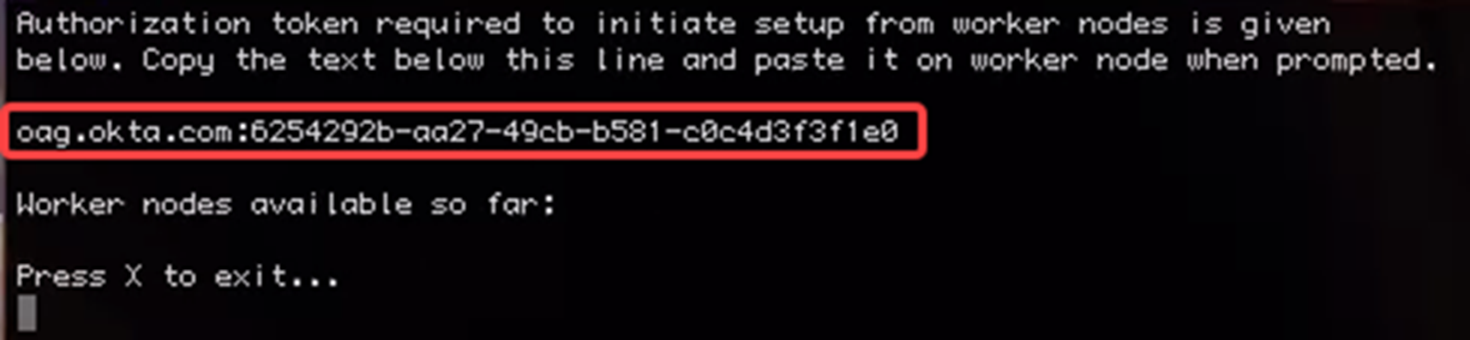 Authorization token required to initiate setup from worker nodes is given
below. Copy the text below this line and paste it on worker node when prompted.
oag.okta.com:6254292b-aa27-49cb-b581-c0c4d3f3f1e0
Worker nodes available so far:
Press X to exit...